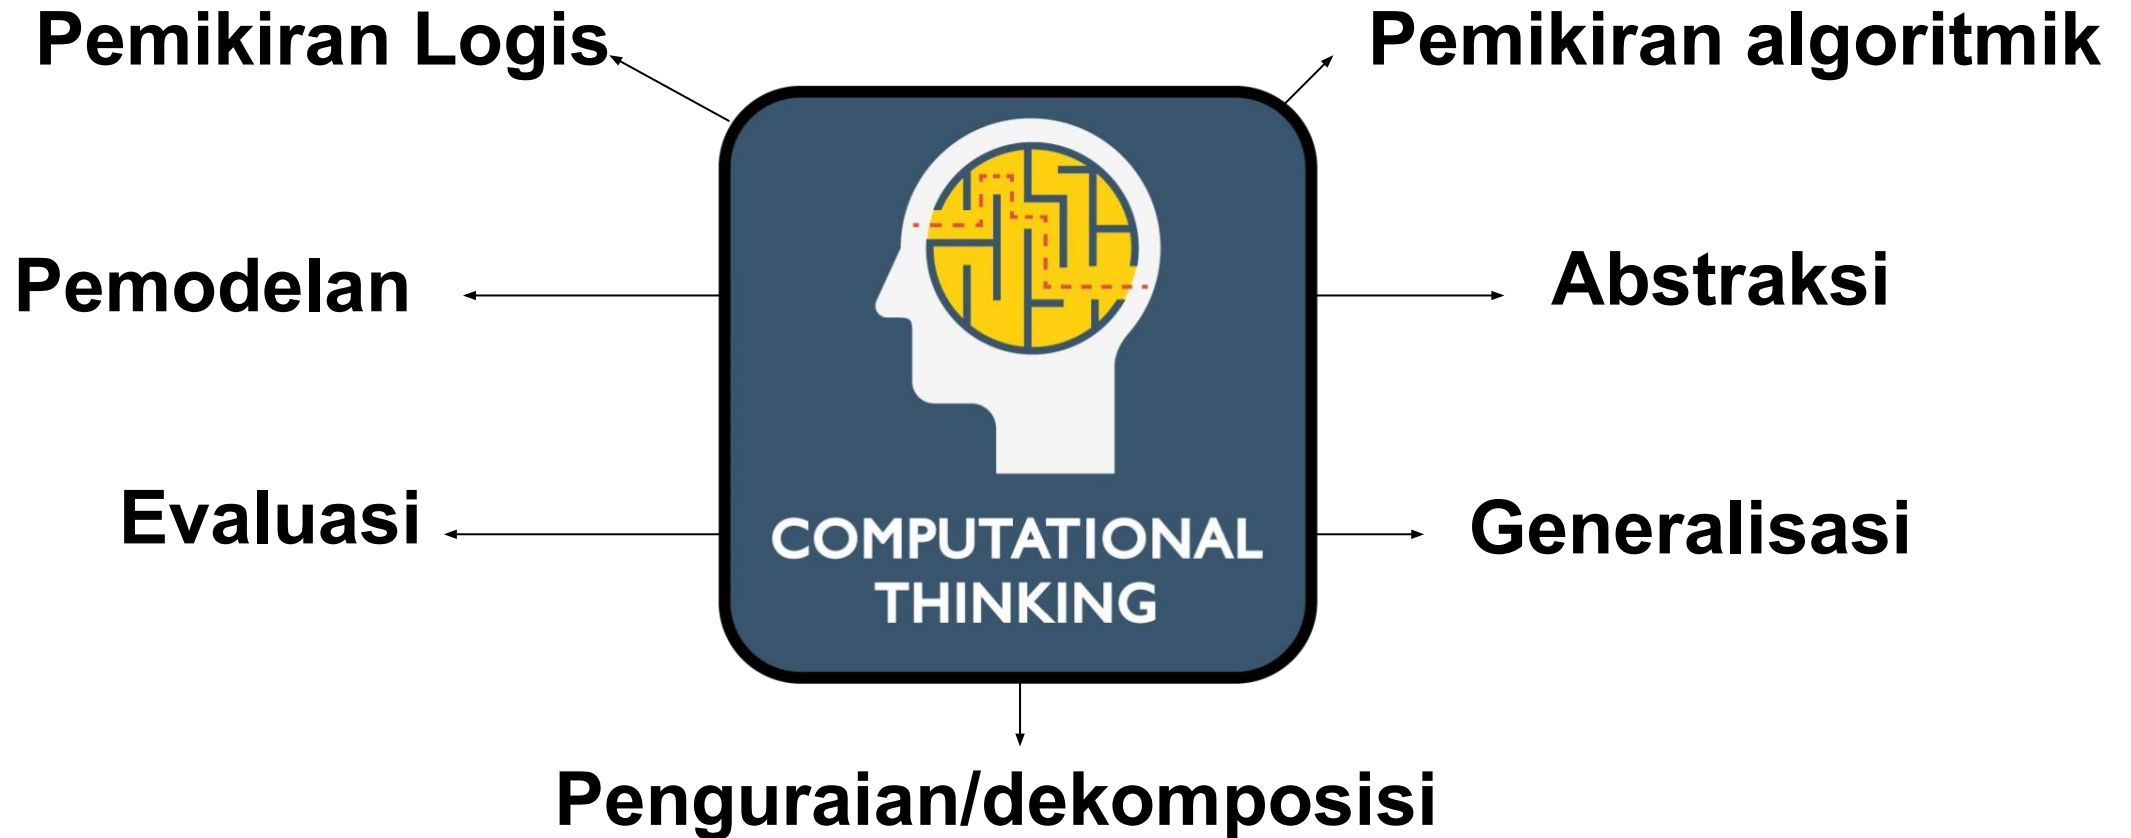 Pemikiran Logis
Pemikiran algoritmik
Pemodelan
Abstraksi
Evaluasi
Generalisasi
COMPUTATIONAL
THINKING
Penguraian/dekomposisi